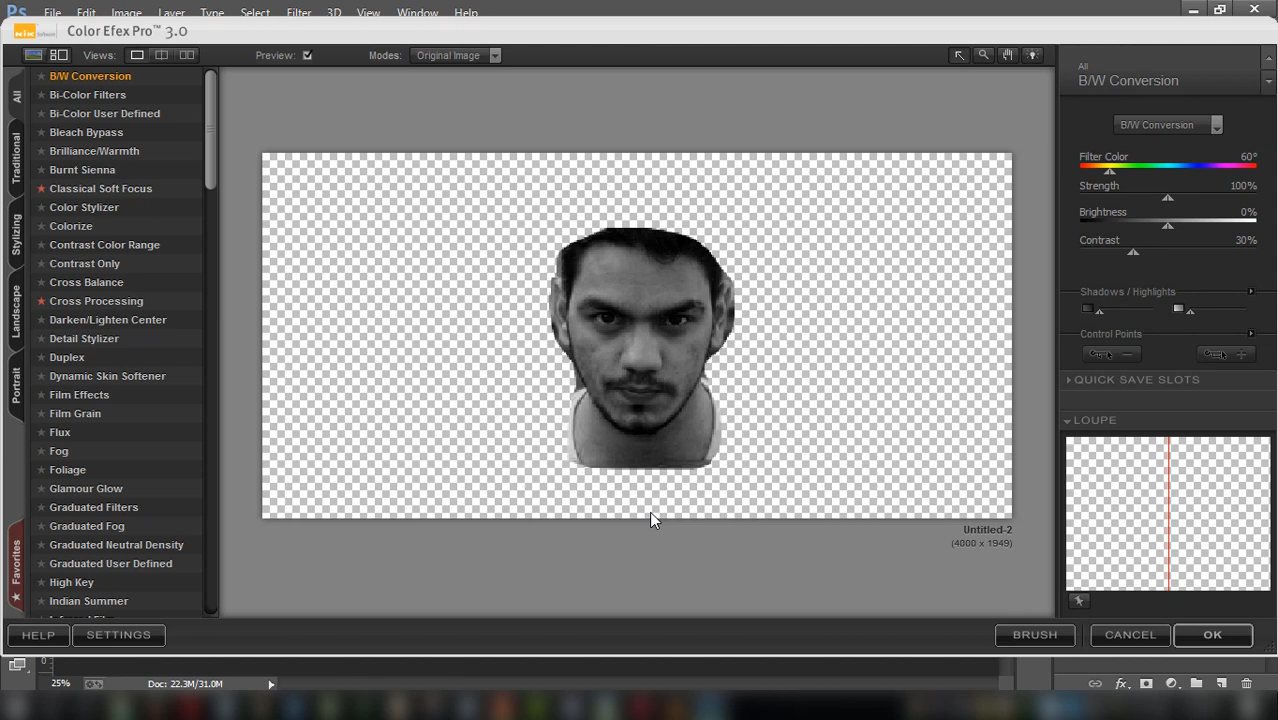 Ps File Edit Image Layer Type Select Filter 3D View Window Help
nik Software Color Efex Pro™ 3.0
Views: Preview: Modes: Original Image
All
Traditional
Stylizing
Landscape
Portrait
Favorites
B/W Conversion
Bi-Color Filters
Bi-Color User Defined
Bleach Bypass
Brilliance/Warmth
Burnt Sienna
Classical Soft Focus
Color Stylizer
Colorize
Contrast Color Range
Contrast Only
Cross Balance
Cross Processing
Darken/Lighten Center
Detail Stylizer
Duplex
Dynamic Skin Softener
Film Effects
Film Grain
Flux
Fog
Foliage
Glamour Glow
Graduated Filters
Graduated Fog
Graduated Neutral Density
Graduated User Defined
High Key
Indian Summer
Untitled-2
(4000 x 1949)
All
B/W Conversion
B/W Conversion
Filter Color 60°
Strength 100%
Brightness 0%
Contrast 30%
Shadows / Highlights
Control Points
QUICK SAVE SLOTS
LOUPE
HELP SETTINGS BRUSH CANCEL OK
0
25% Doc: 22.3M/31.0M fx